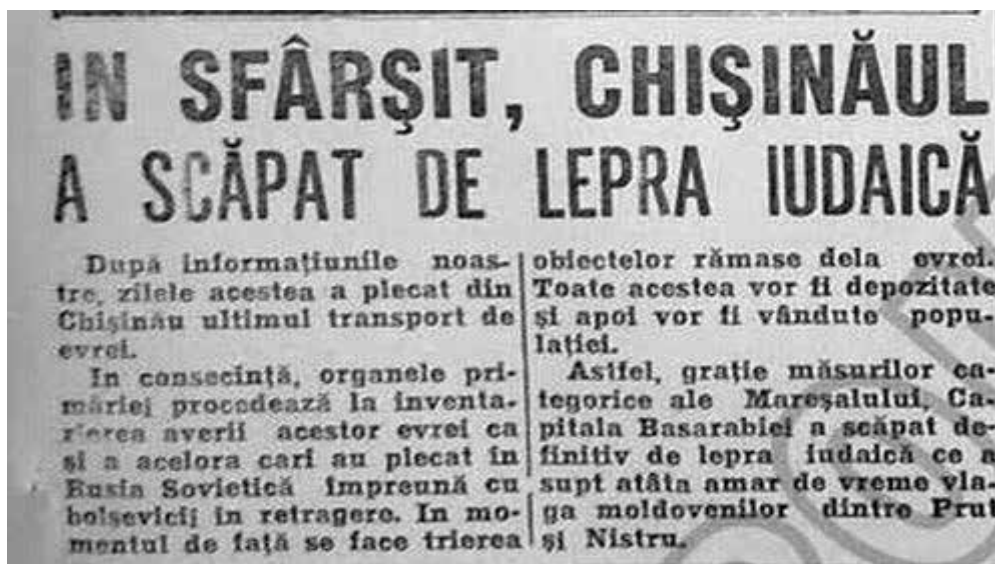 IN SFÂRŞIT, CHIŞINĂUL
A SCĂPAT DE LEPRA IUDAICĂ
După informaţiunile noas-
tre, zilele acestea a plecat din
Chişinău ultimul transport de
evrei.
In consecinţă, organele pri-
măriei procedează la inventa-
rierea averii acestor evrei ca
şi a acelora cari au plecat în
Rusia Sovietică împreună cu
bolşevicii in retragere. In mo-
mentul de faţă se face trierea
obiectelor rămase dela evrei.
Toate acestea vor fi depozitate
şi apoi vor fi vândute popu-
laţiei.
Astfel, graţie măsurilor ca-
tegorice ale Mareşalului, Ca-
pitala Basarabiei a scăpat de-
finitiv de lepra iudaică ce a
supt atâta amar de vreme vla-
ga moldovenilor dintre Prut
şi Nistru.